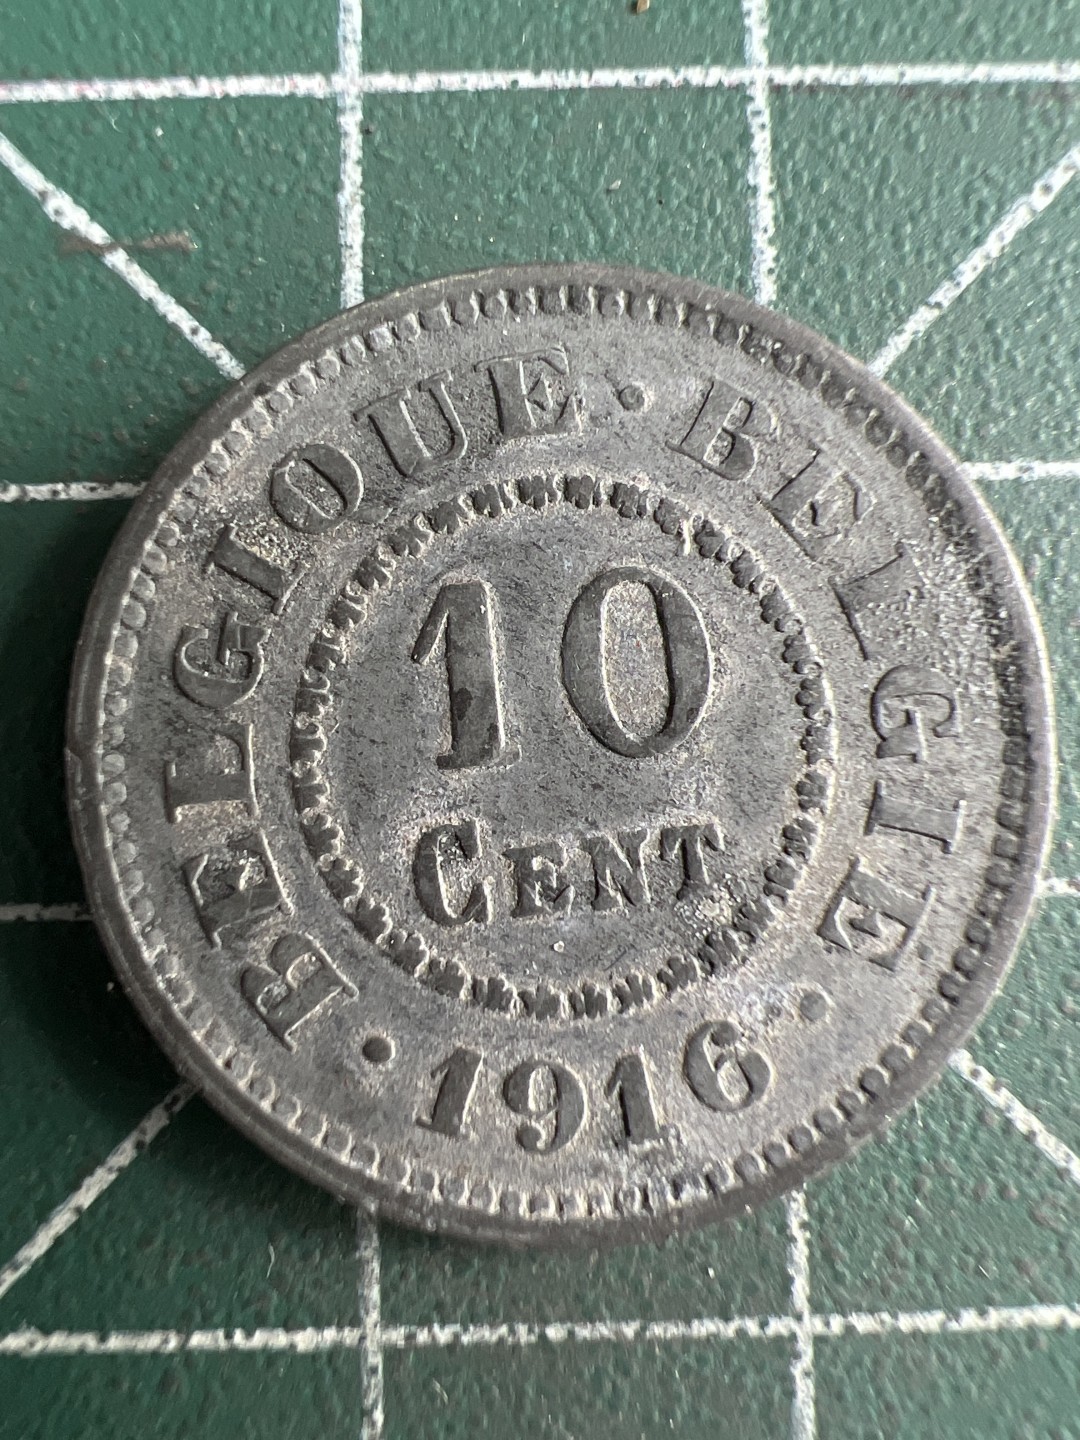 BELGIQUE · BELGIE
10
CENT
· 1916 ·